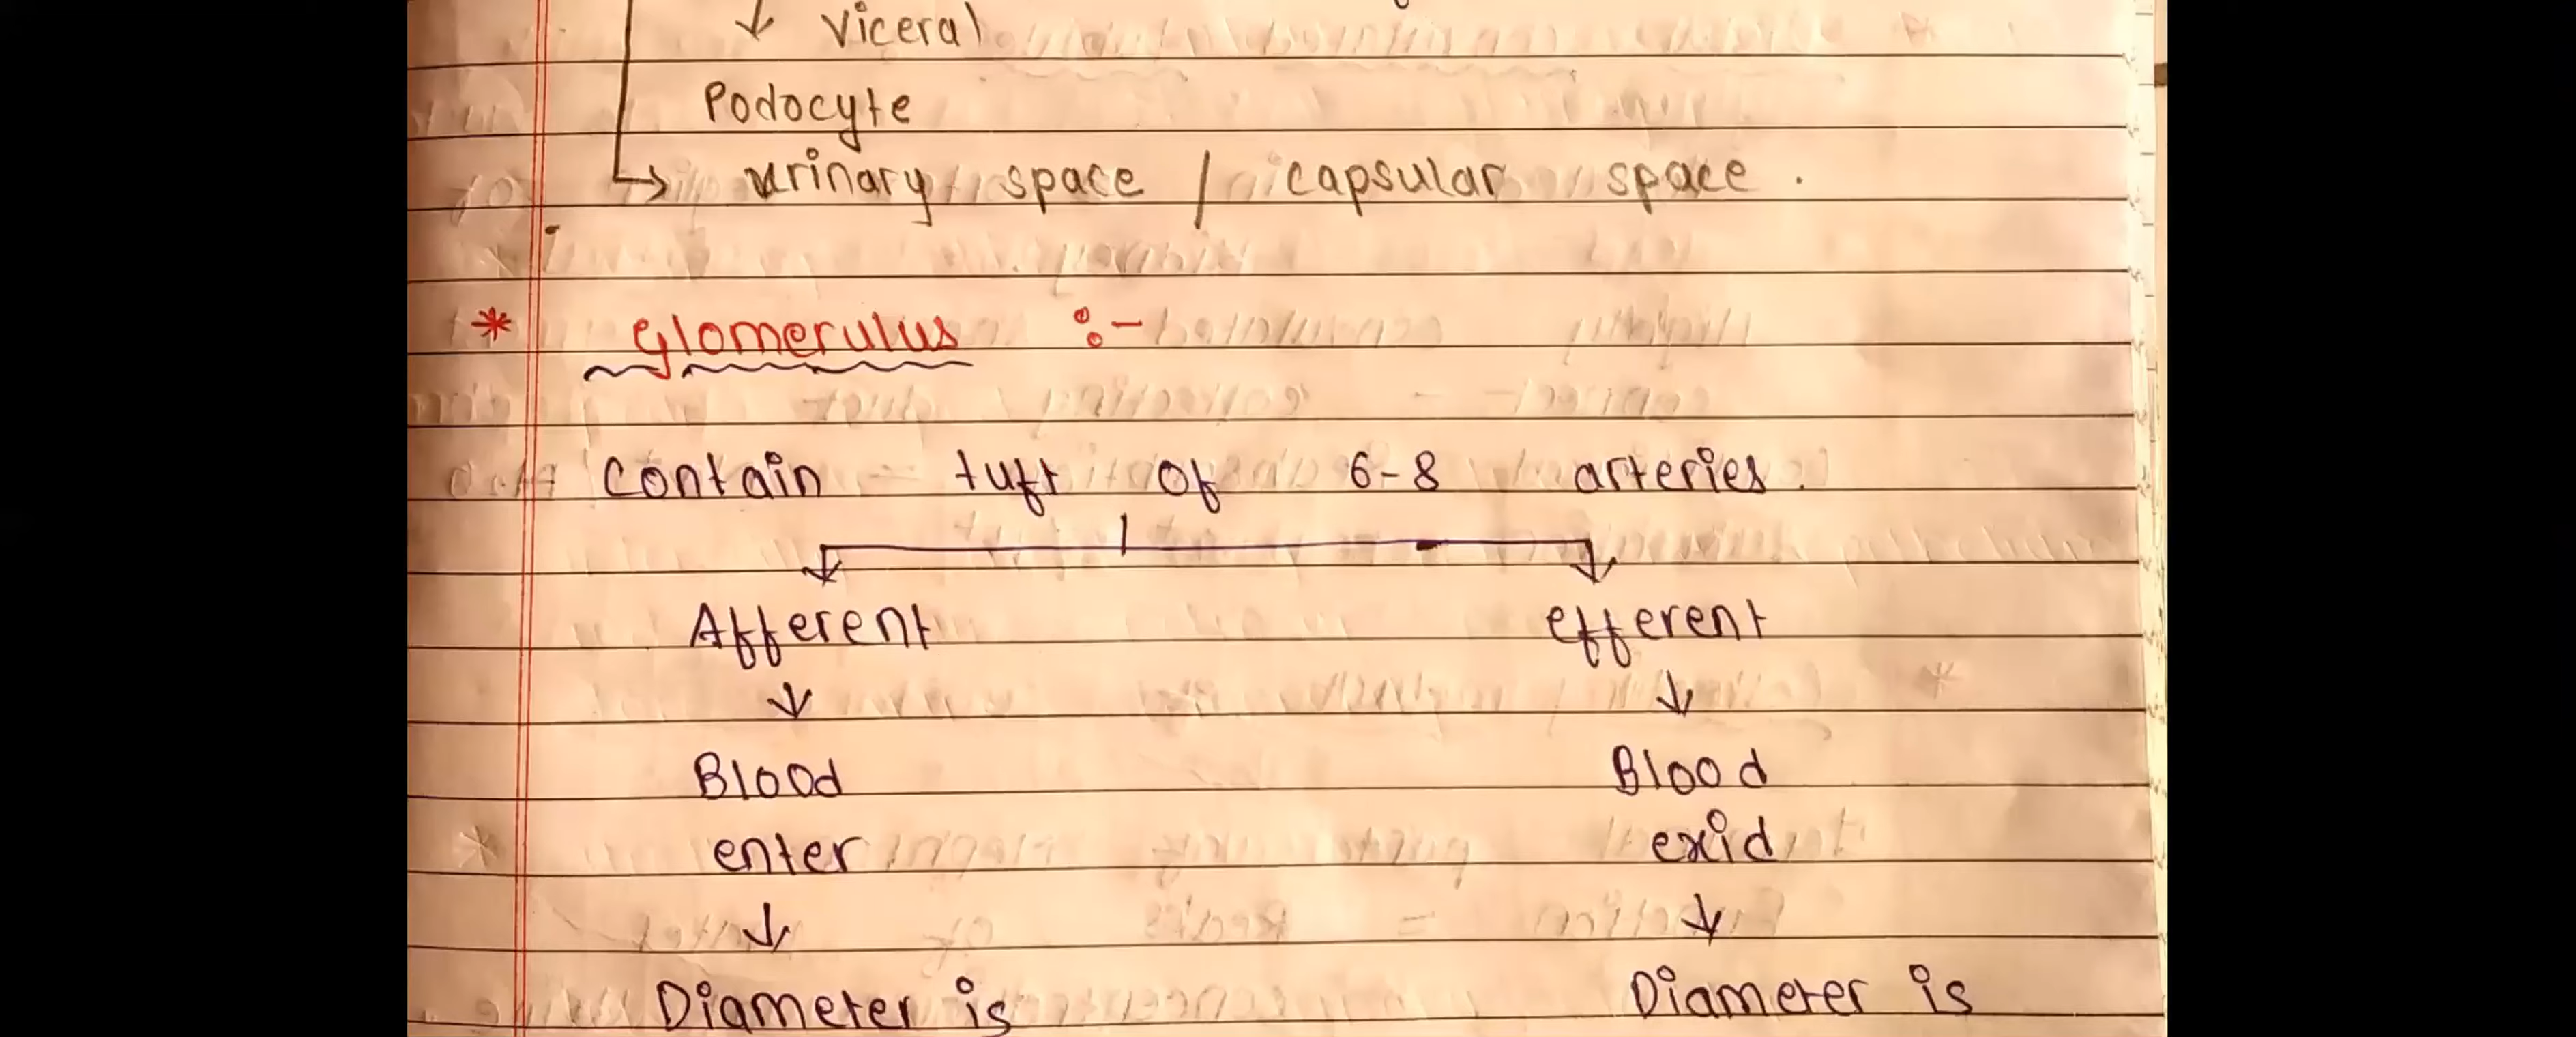 ↓ viceral
Podocyte
→ urinary space / capsular space .
* Glomerulus :-
contain tuft of 6-8 arteries.
Afferent efferent
↓ ↓
Blood Blood
enter exid
↓ ↓
Diameter is Diameter is